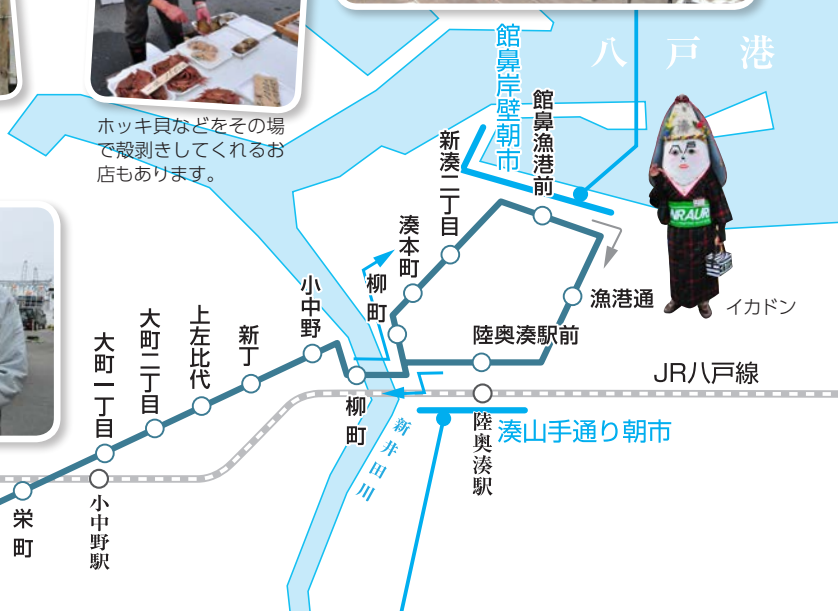 ホッキ貝などをその場
で殻剥きしてくれるお
店もあります。
八戸港
館鼻岸壁朝市
館鼻漁港前
新湊二丁目
湊本町
柳町
小中野
漁港通
陸奥湊駅前
イカドン
JR八戸線
新丁
上左比代
大町二丁目
大町一丁目
柳町
新井田川
陸奥湊駅
湊山手通り朝市
小中野駅
栄町